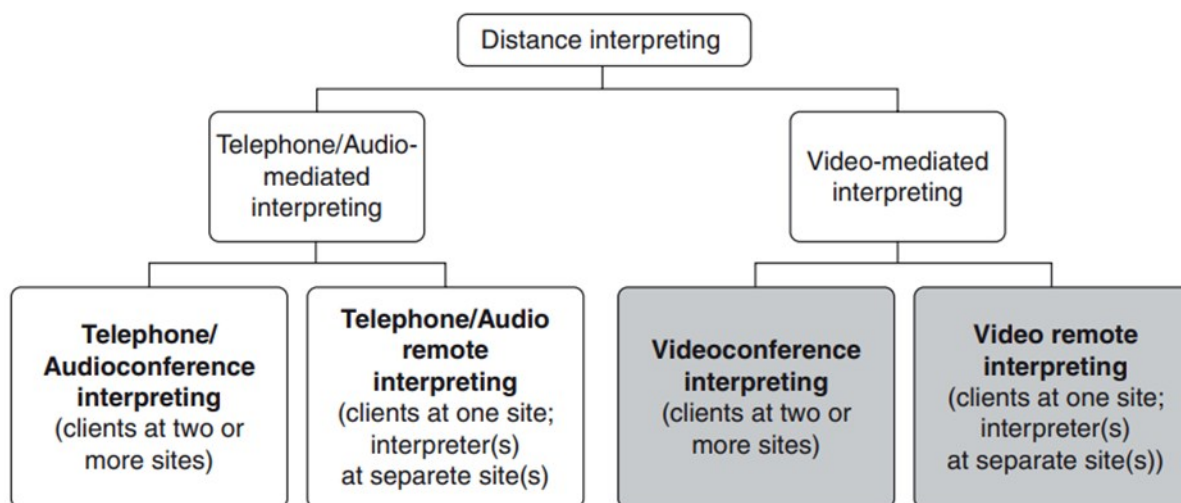 Distance interpreting
Telephone/Audio-
mediated
interpreting
Video-mediated
interpreting
Telephone/
Audioconference
interpreting
(clients at two or
more sites)
Telephone/Audio
remote
interpreting
(clients at one site;
interpreter(s)
at separete site(s)
Videoconference
interpreting
(clients at two or
more sites)
Video remote
interpreting
(clients at one site;
interpreter(s)
at separate site(s))